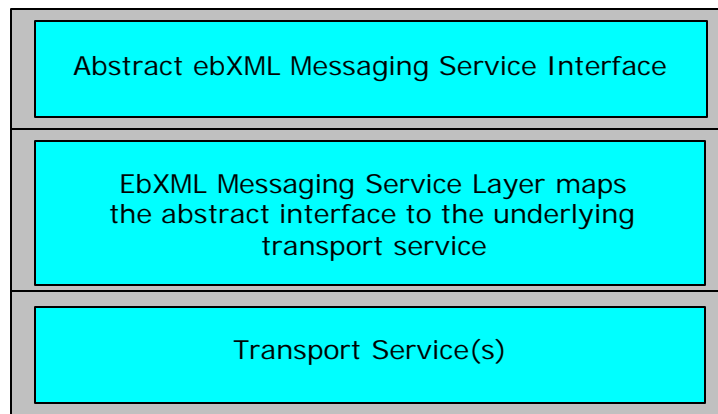 Abstract ebXML Messaging Service Interface
EbXML Messaging Service Layer maps
the abstract interface to the underlying
transport service
Transport Service(s)